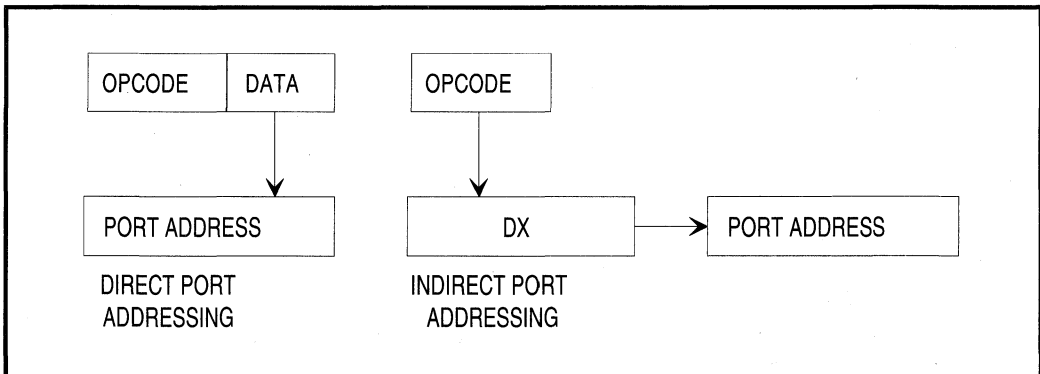 OPCODE
DATA
PORT ADDRESS
DIRECT PORT
ADDRESSING
OPCODE
DX
PORT ADDRESS
INDIRECT PORT
ADDRESSING